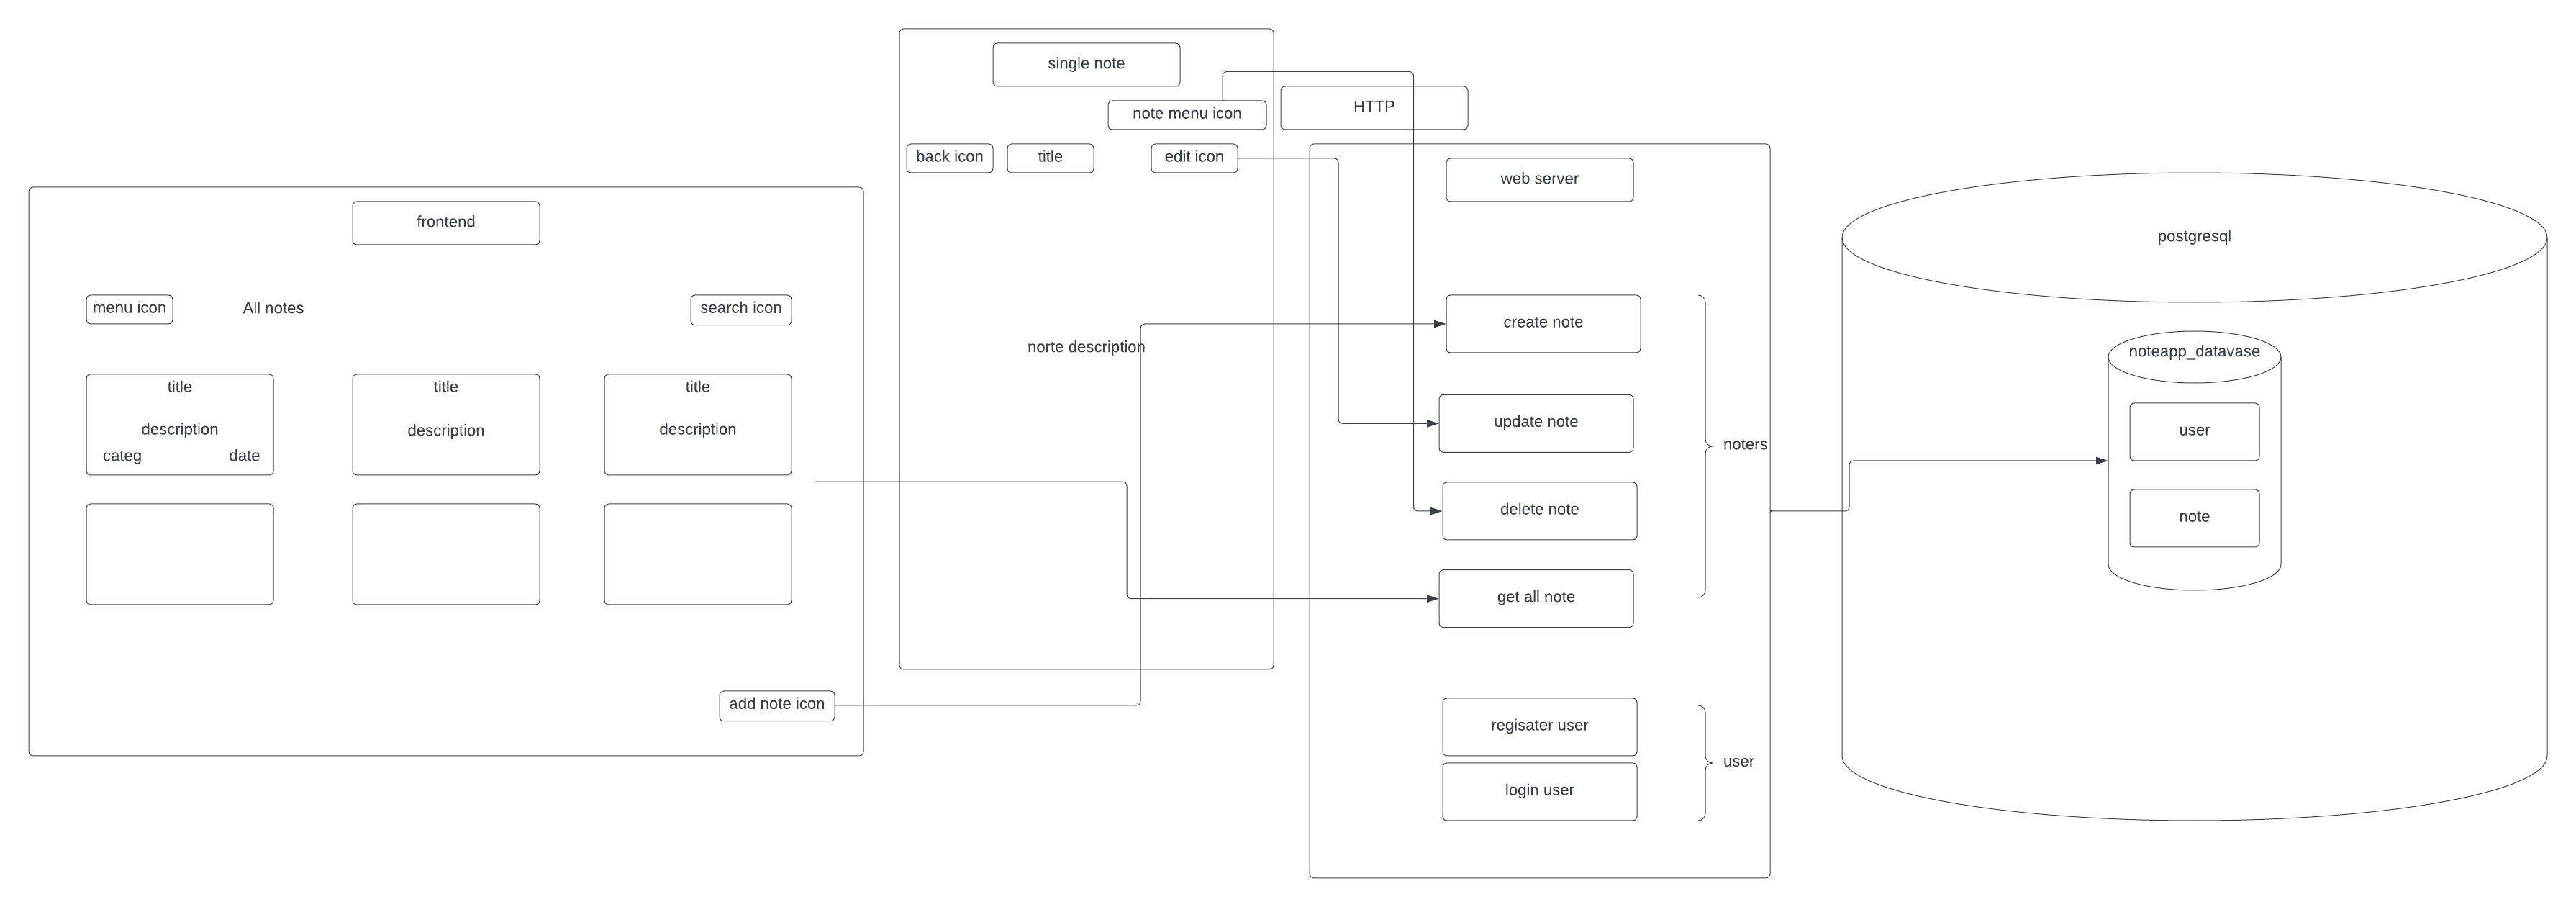 single note
note menu icon
back icon
title
edit icon
norte description
frontend
menu icon
All notes
search icon
title
description
categ
date
title
description
title
description
add note icon
HTTP
web server
create note
update note
delete note
get all note
noters
regisater user
login user
user
postgresql
noteapp_datavase
user
note